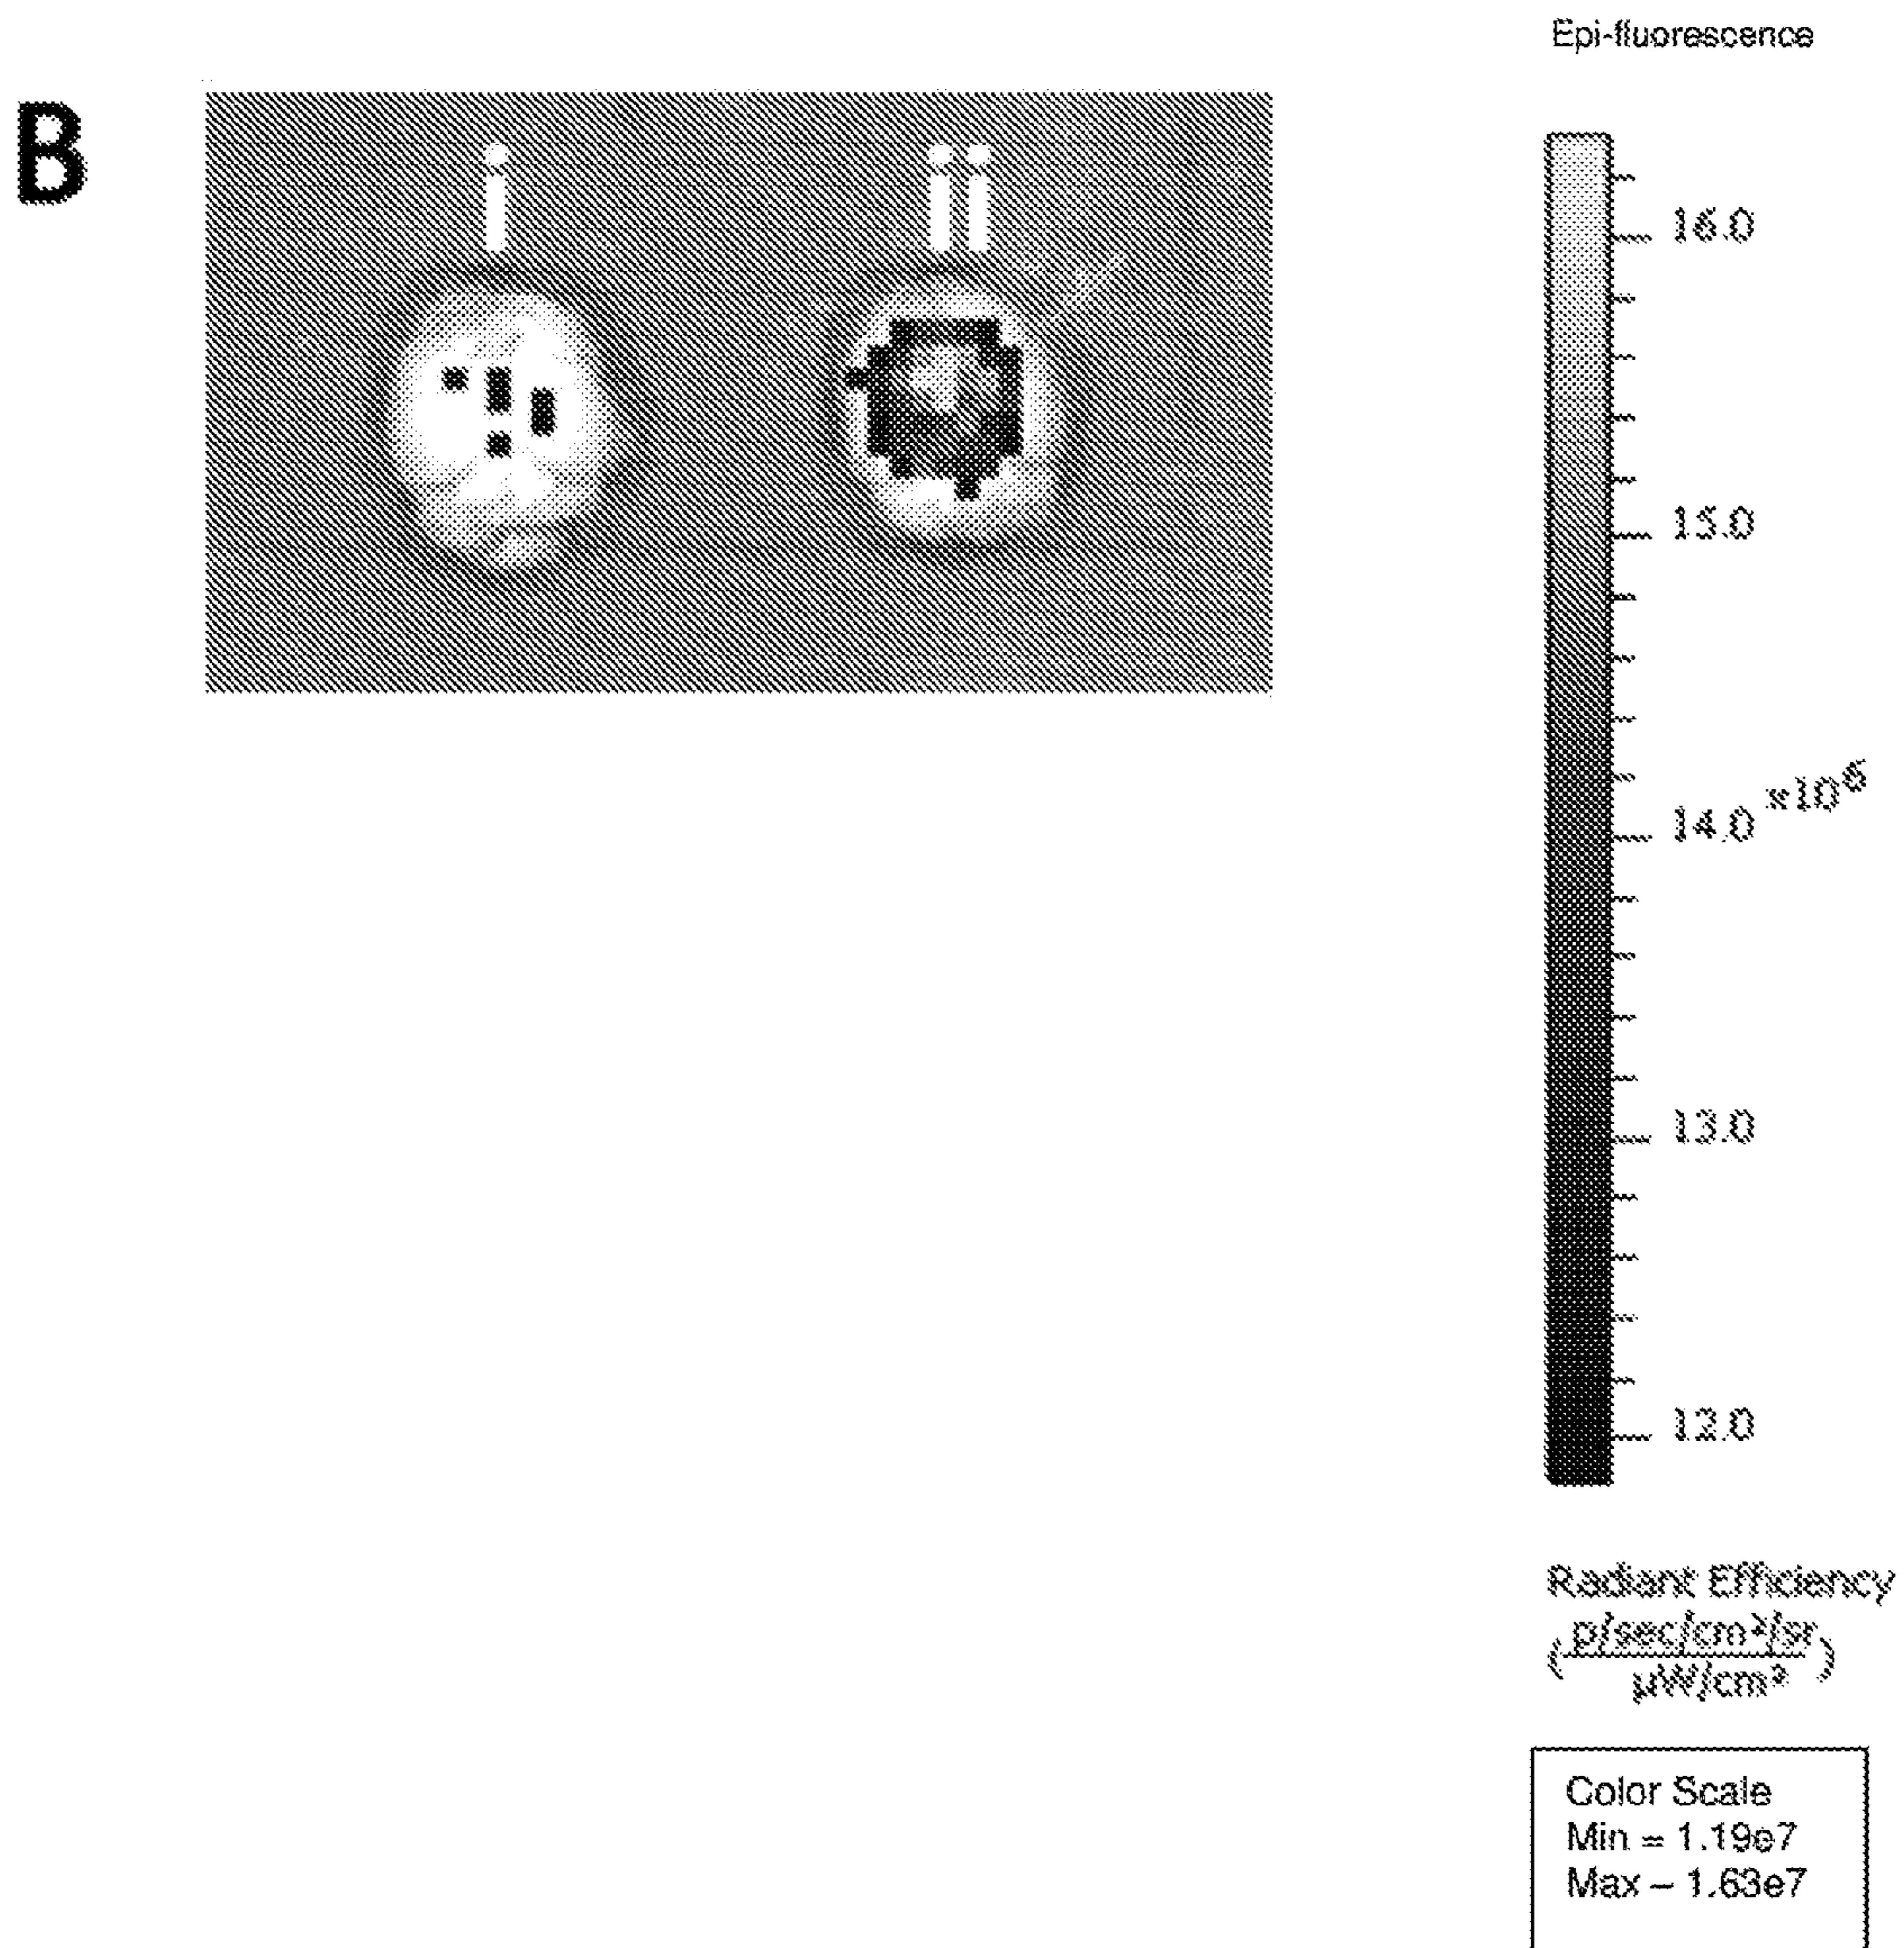 B
i
ii
Epi-fluorescence
16.0
15.0
14.0
×10⁶
13.0
12.0
Radiant Efficiency
(p/sec/cm²/sr
μW/cm²)
Color Scale
Min = 1.19e7
Max – 1.63e7